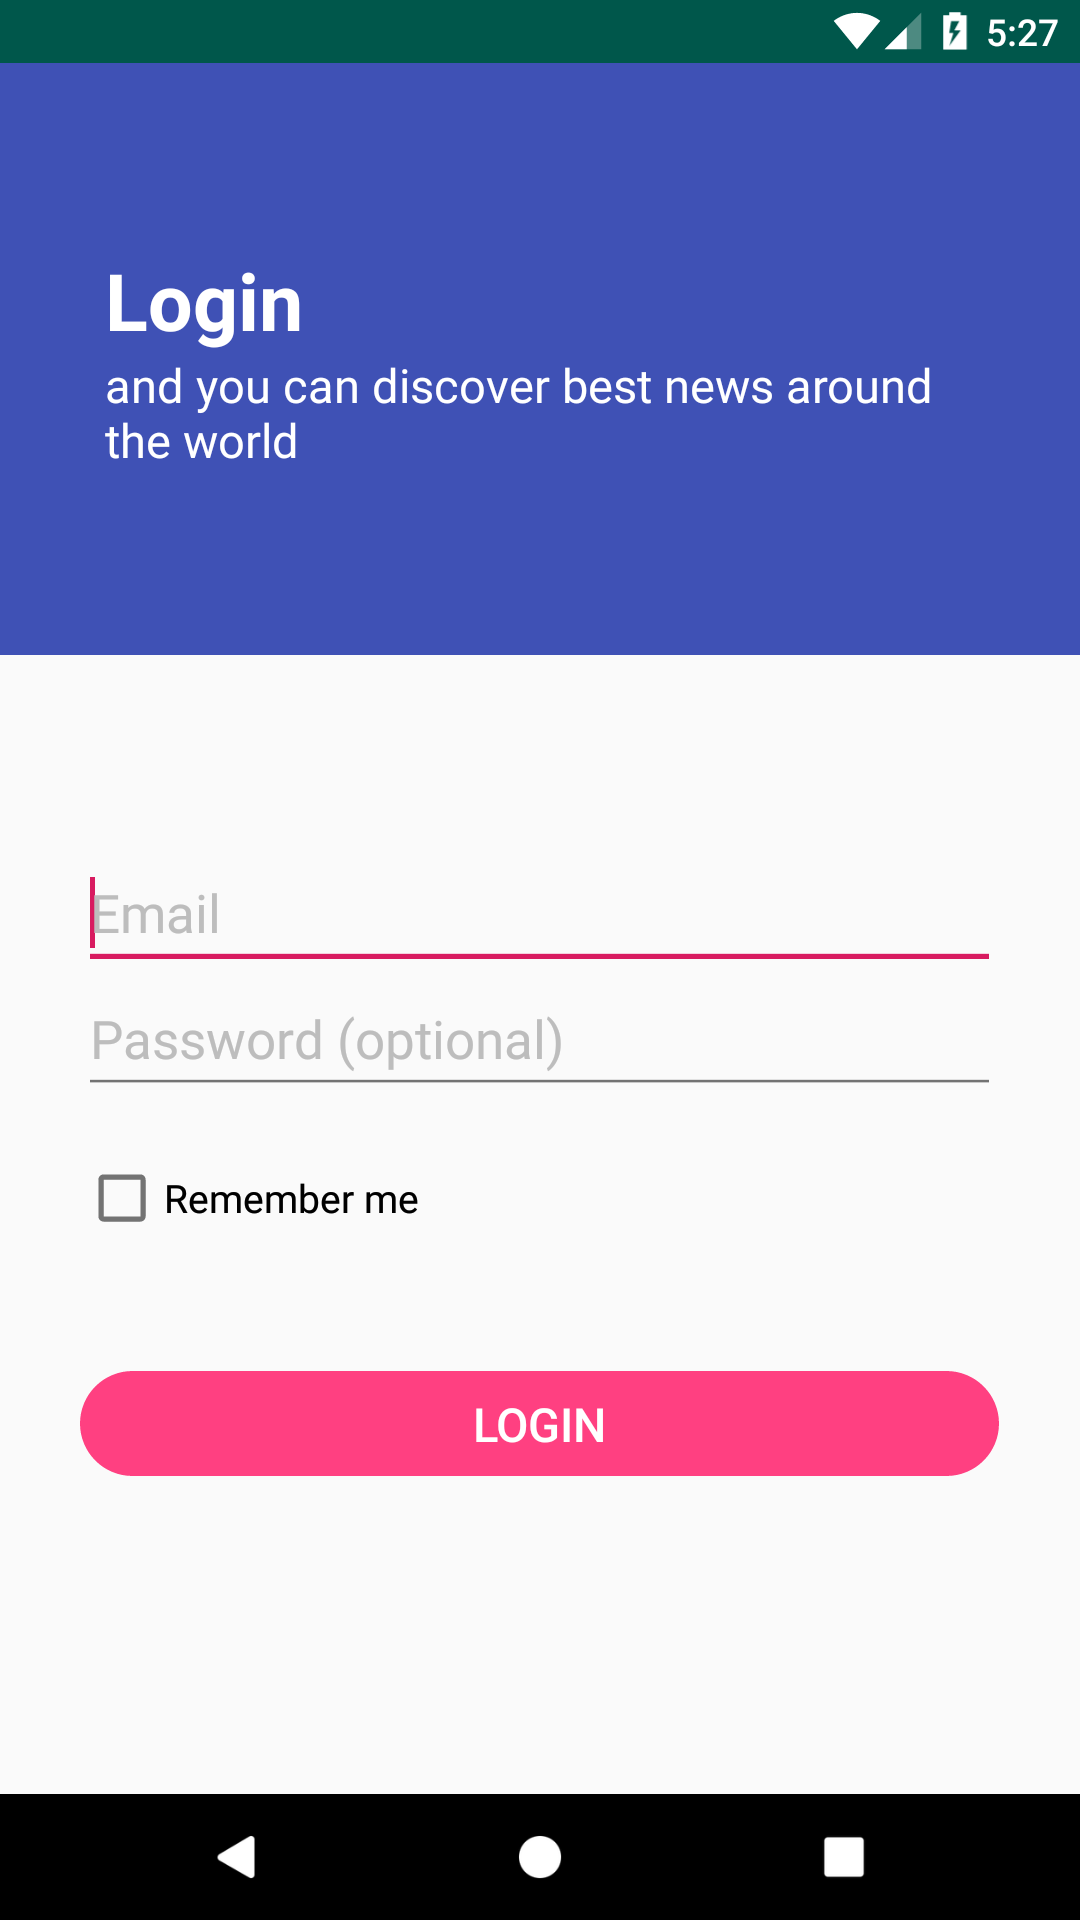 5:27
Login
and you can discover best news around
the world
Email
Password (optional)
Remember me
LOGIN